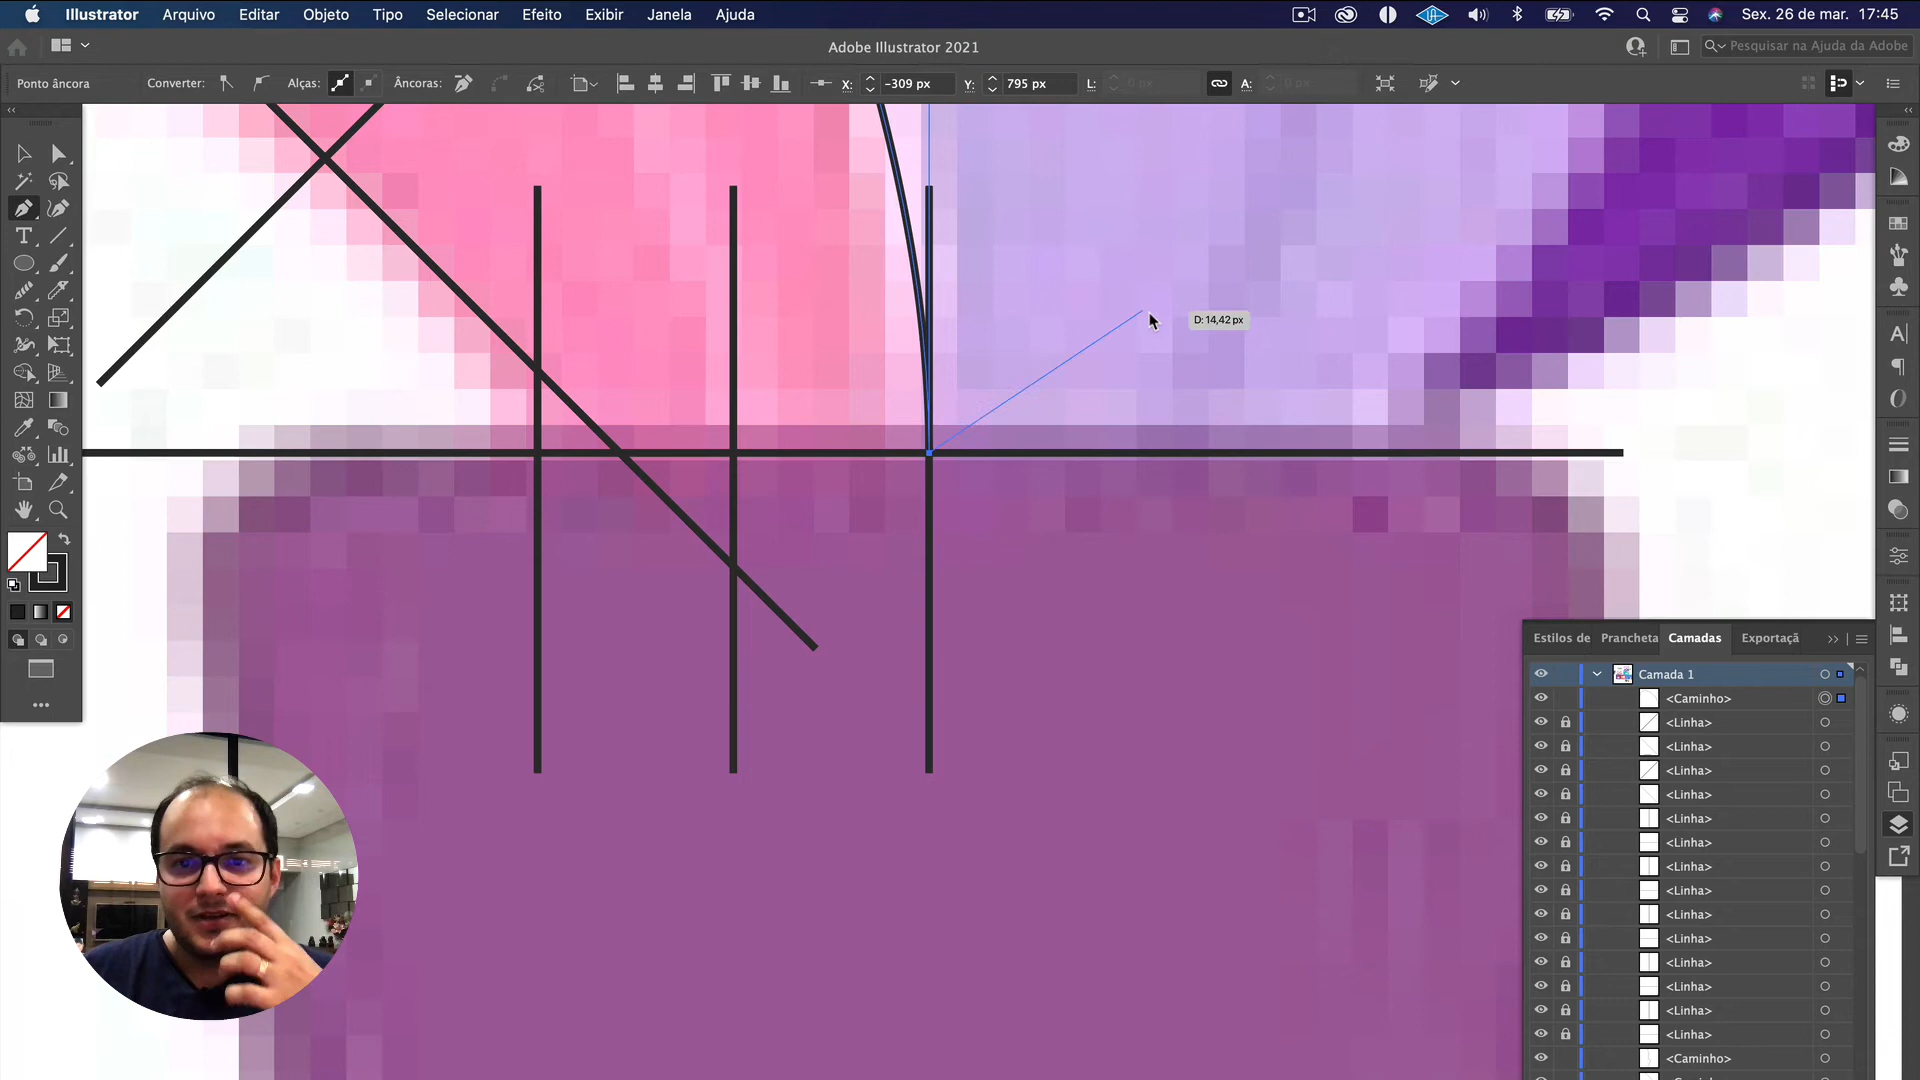 Illustrator Arquivo Editar Objeto Tipo Selecionar Efeito Exibir Janela Ajuda Sex. 26 de mar. 17:45
Adobe Illustrator 2021 Pesquisar na Ajuda da Adobe
Ponto âncora Converter: Alças: Âncoras: X: -309 px Y: 795 px L: 0 px A: 0 px
D: 14,42 px
Estilos de Prancheta Camadas Exportaçã
Camada 1
<Caminho>
<Linha>
<Linha>
<Linha>
<Linha>
<Linha>
<Linha>
<Linha>
<Linha>
<Linha>
<Linha>
<Linha>
<Linha>
<Linha>
<Linha>
<Caminho>